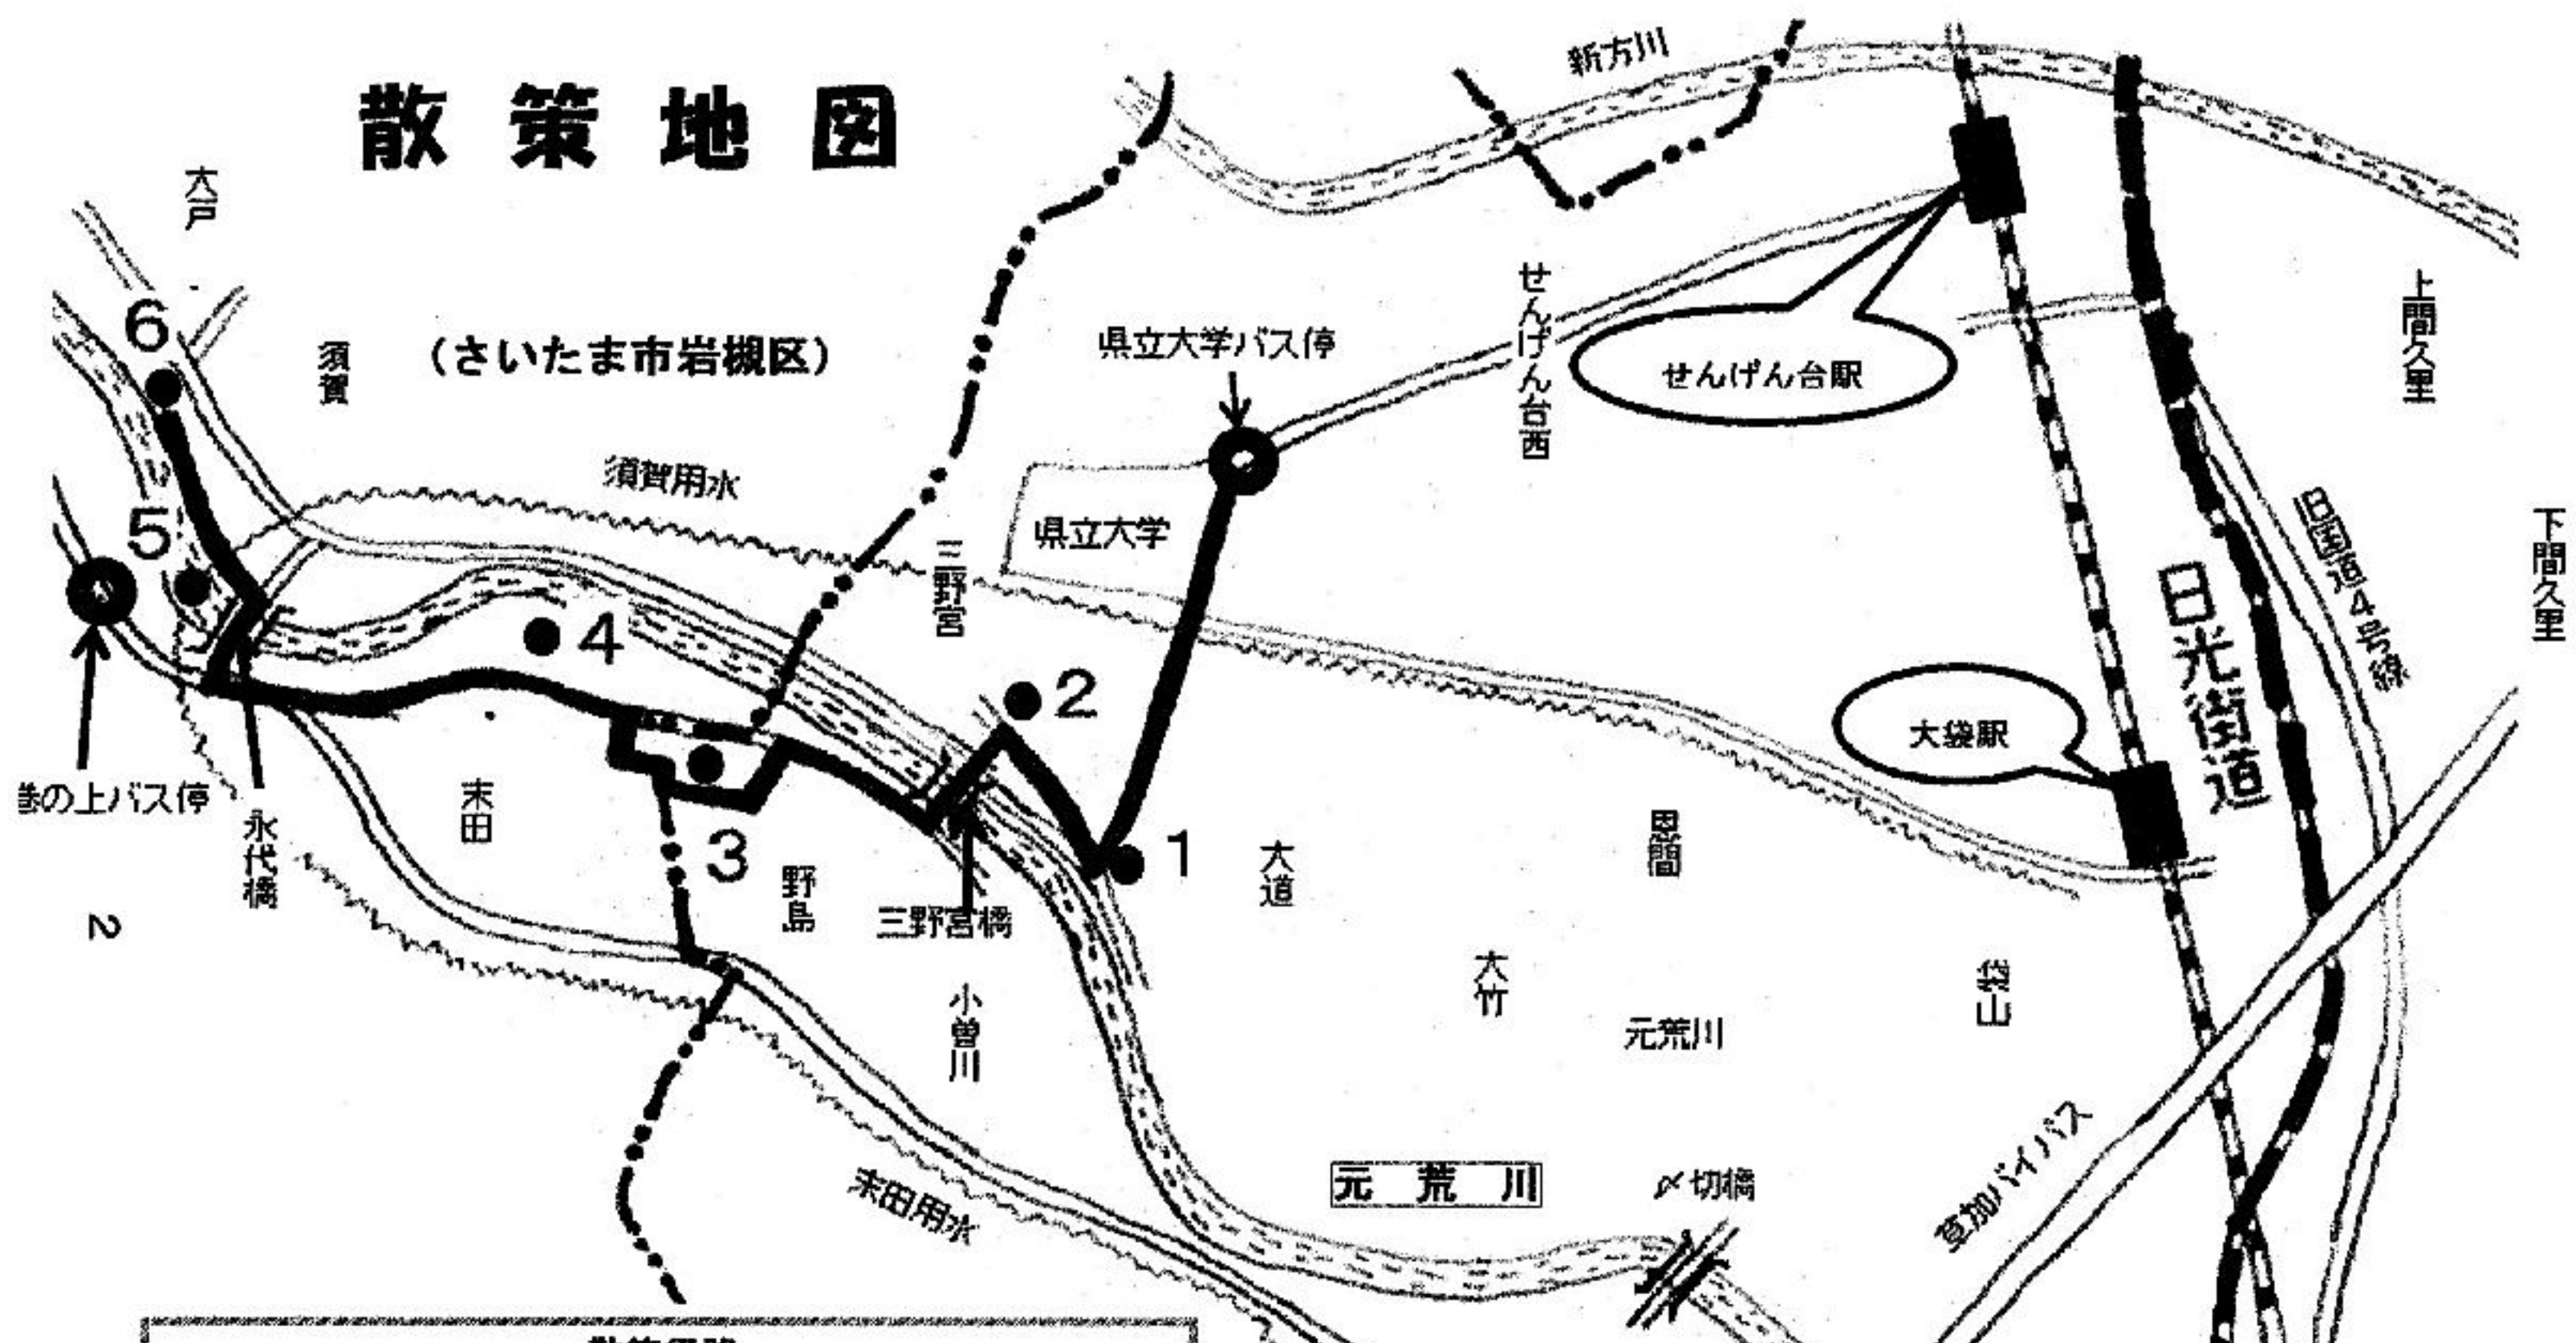 散策地図
新方川
大戸
せんげん台西
上間久里
6
須賀
(さいたま市岩槻区)
県立大学バス停
せんげん台駅
須賀用水
旧国道4号線
5
県立大学
三野宮
下間久里
日光街道
4
2
大袋駅
の上バス停
末田
永代橋
3
1
野島
大道
恩間
三野宮橋
2
大竹
袋山
小曽川
元荒川
草加バイパス
元荒川
〆切橋
末田用水